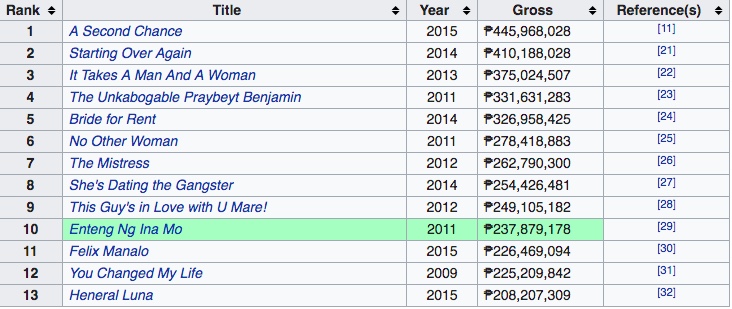 Rank Title Year Gross Reference(s)
1 A Second Chance 2015 ₱445,968,028 [11]
2 Starting Over Again 2014 ₱410,188,028 [21]
3 It Takes A Man And A Woman 2013 ₱375,024,507 [22]
4 The Unkabogable Praybeyt Benjamin 2011 ₱331,631,283 [23]
5 Bride for Rent 2014 ₱326,958,425 [24]
6 No Other Woman 2011 ₱278,418,883 [25]
7 The Mistress 2012 ₱262,790,300 [26]
8 She's Dating the Gangster 2014 ₱254,426,481 [27]
9 This Guy's in Love with U Mare! 2012 ₱249,105,182 [28]
10 Enteng Ng Ina Mo 2011 ₱237,879,178 [29]
11 Felix Manalo 2015 ₱226,469,094 [30]
12 You Changed My Life 2009 ₱225,209,842 [31]
13 Heneral Luna 2015 ₱208,207,309 [32]